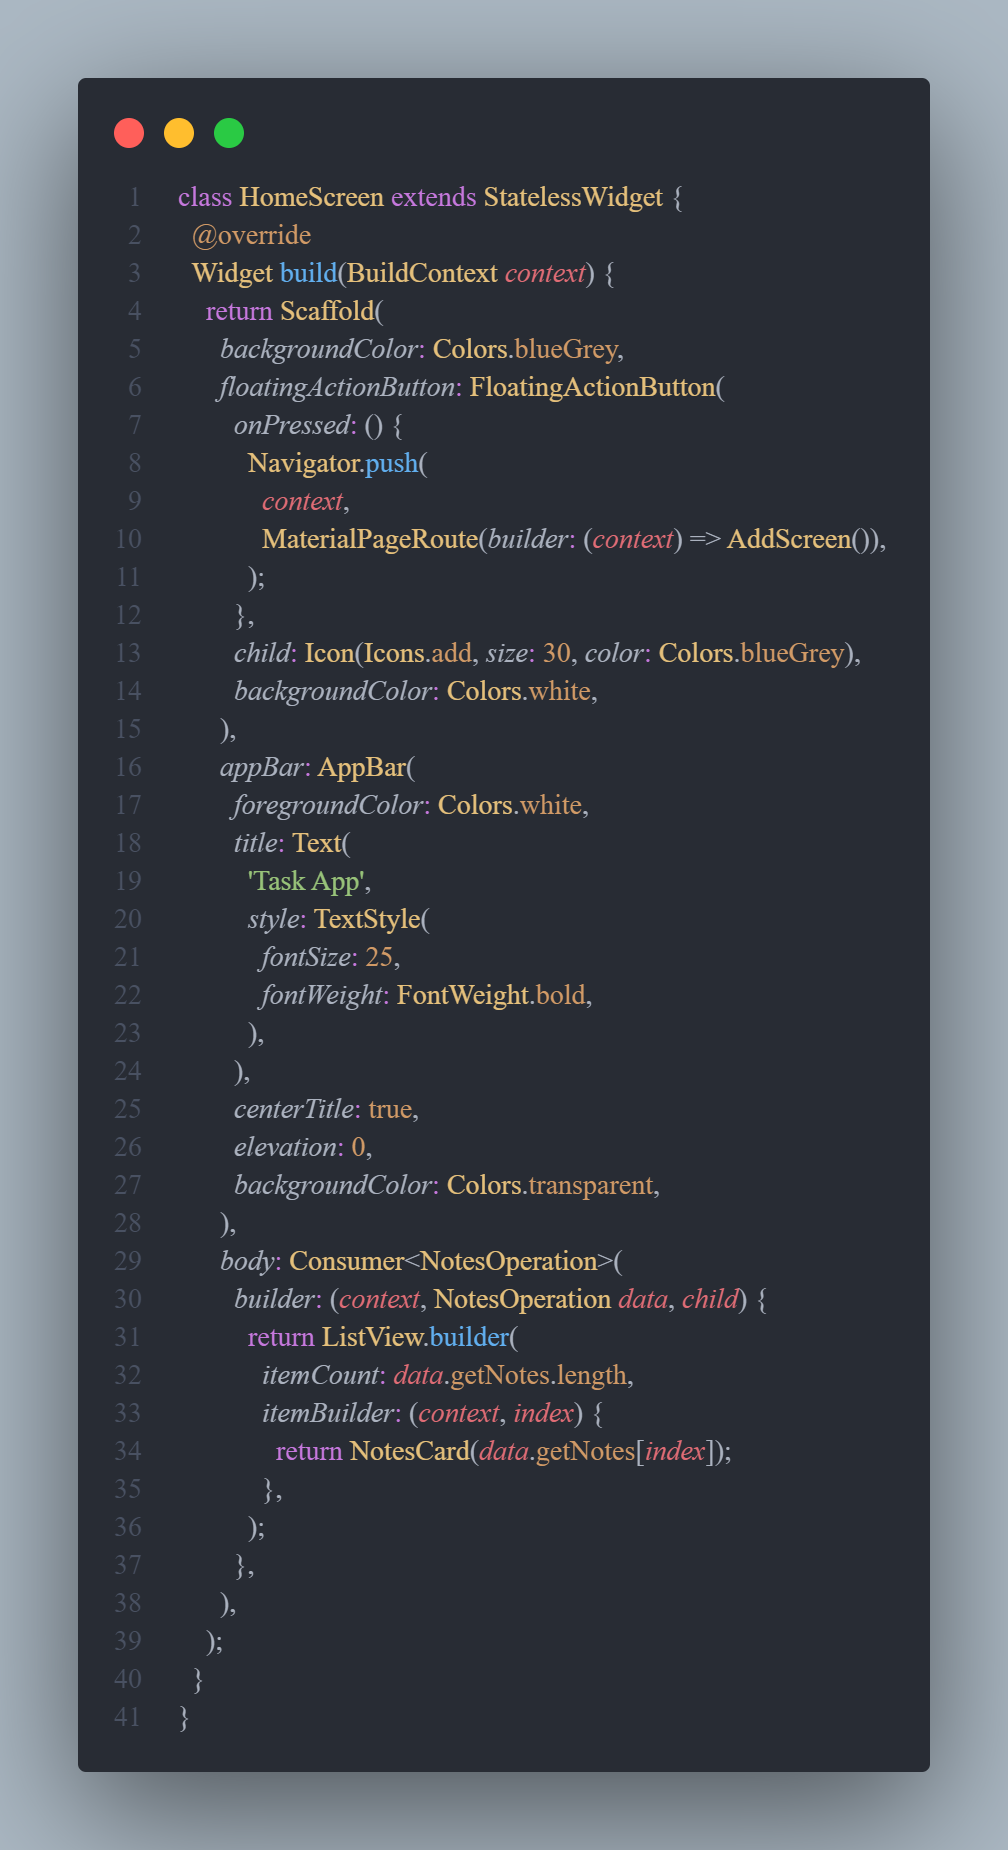 1 class HomeScreen extends StatelessWidget {
2   @override
3   Widget build(BuildContext context) {
4     return Scaffold(
5       backgroundColor: Colors.blueGrey,
6       floatingActionButton: FloatingActionButton(
7         onPressed: () {
8           Navigator.push(
9             context,
10             MaterialPageRoute(builder: (context) => AddScreen()),
11           );
12         },
13         child: Icon(Icons.add, size: 30, color: Colors.blueGrey),
14         backgroundColor: Colors.white,
15       ),
16       appBar: AppBar(
17         foregroundColor: Colors.white,
18         title: Text(
19           'Task App',
20           style: TextStyle(
21             fontSize: 25,
22             fontWeight: FontWeight.bold,
23           ),
24         ),
25         centerTitle: true,
26         elevation: 0,
27         backgroundColor: Colors.transparent,
28       ),
29       body: Consumer<NotesOperation>(
30         builder: (context, NotesOperation data, child) {
31           return ListView.builder(
32             itemCount: data.getNotes.length,
33             itemBuilder: (context, index) {
34               return NotesCard(data.getNotes[index]);
35             },
36           );
37         },
38       ),
39     );
40   }
41 }